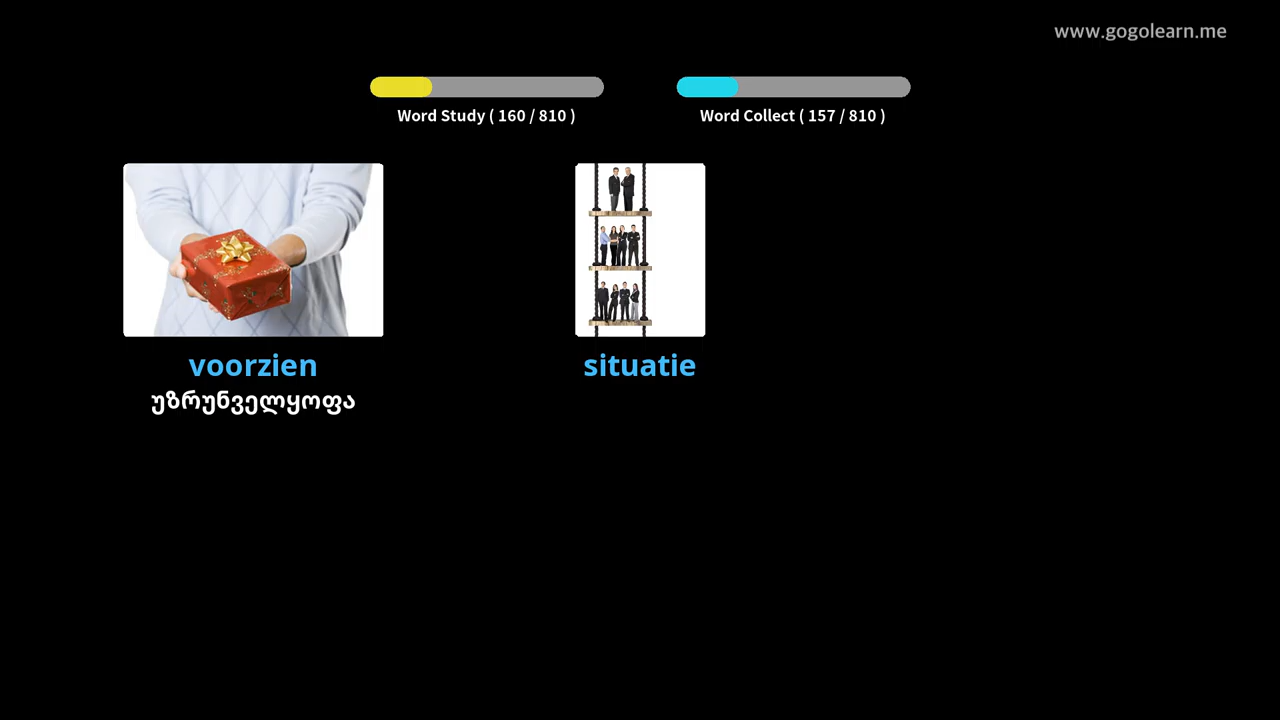 www.gogolearn.me
Word Study ( 160 / 810 )
Word Collect ( 157 / 810 )
voorzien
უზრუნველყოფა
situatie